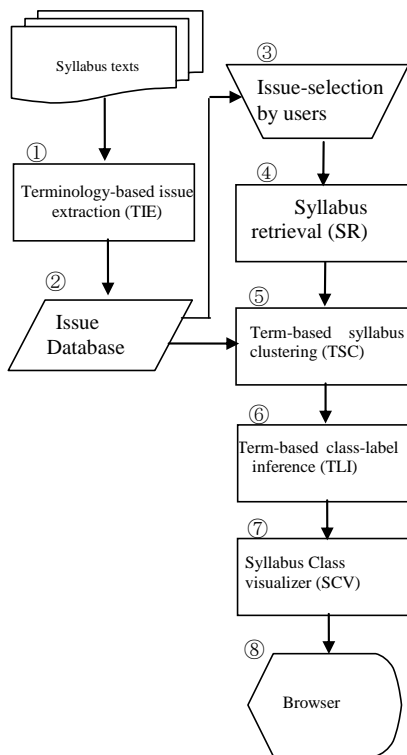 Syllabus texts
①
Terminology-based issue
extraction (TIE)
②
Issue
Database
③
Issue-selection
by users
④
Syllabus
retrieval (SR)
⑤
Term-based syllabus
clustering (TSC)
⑥
Term-based class-label
inference (TLI)
⑦
Syllabus Class
visualizer (SCV)
⑧
Browser